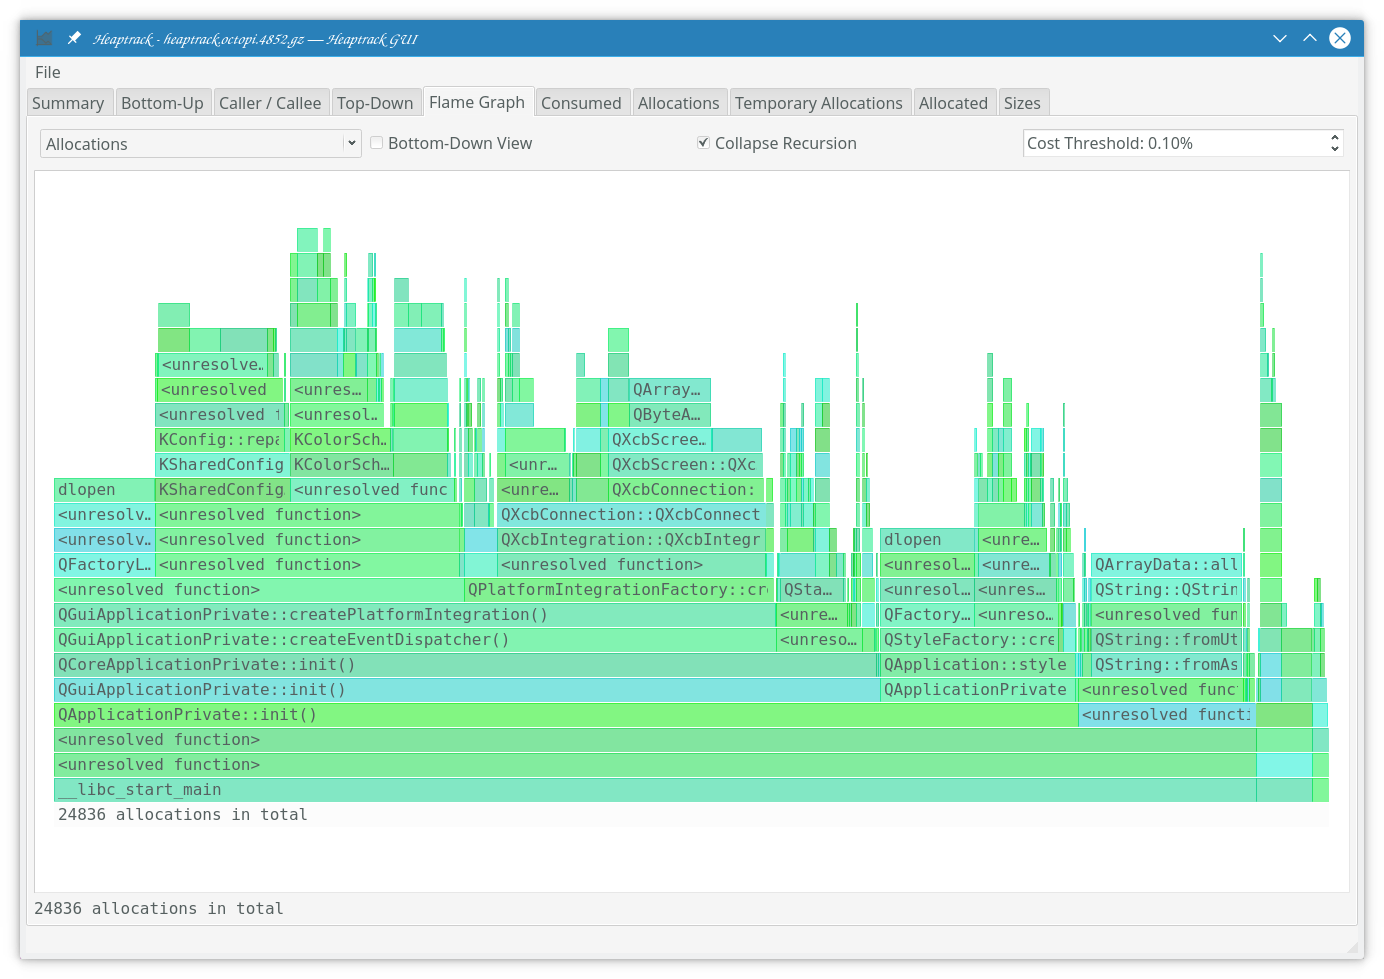 Heaptrack - heaptrack.octopi.4852.gz — Heaptrack GUI
File
Summary Bottom-Up Caller / Callee Top-Down Flame Graph Consumed Allocations Temporary Allocations Allocated Sizes
Allocations Bottom-Down View Collapse Recursion Cost Threshold: 0.10%
<unresolve…
<unresolved <unres… QArray…
<unresolved f <unresol… QByteA…
KConfig::repa KColorSch… QXcbScree…
KSharedConfig KColorSch… <unr… QXcbScreen::QXc
dlopen KSharedConfig <unresolved func <unre… QXcbConnection:
<unresolv… <unresolved function> QXcbConnection::QXcbConnect
<unresolv… <unresolved function> QXcbIntegration::QXcbIntegr dlopen <unre…
QFactoryL… <unresolved function> <unresolved function> <unresol… <unre… QArrayData::all
<unresolved function> QPlatformIntegrationFactory::cr QSta… <unresol… <unres… QString::QStrin
QGuiApplicationPrivate::createPlatformIntegration() <unre… QFactory… <unreso… <unresolved fun
QGuiApplicationPrivate::createEventDispatcher() <unreso… QStyleFactory::cre QString::fromUt
QCoreApplicationPrivate::init() QApplication::style QString::fromAs
QGuiApplicationPrivate::init() QApplicationPrivate <unresolved func
QApplicationPrivate::init() <unresolved functi
<unresolved function>
<unresolved function>
__libc_start_main
24836 allocations in total
24836 allocations in total